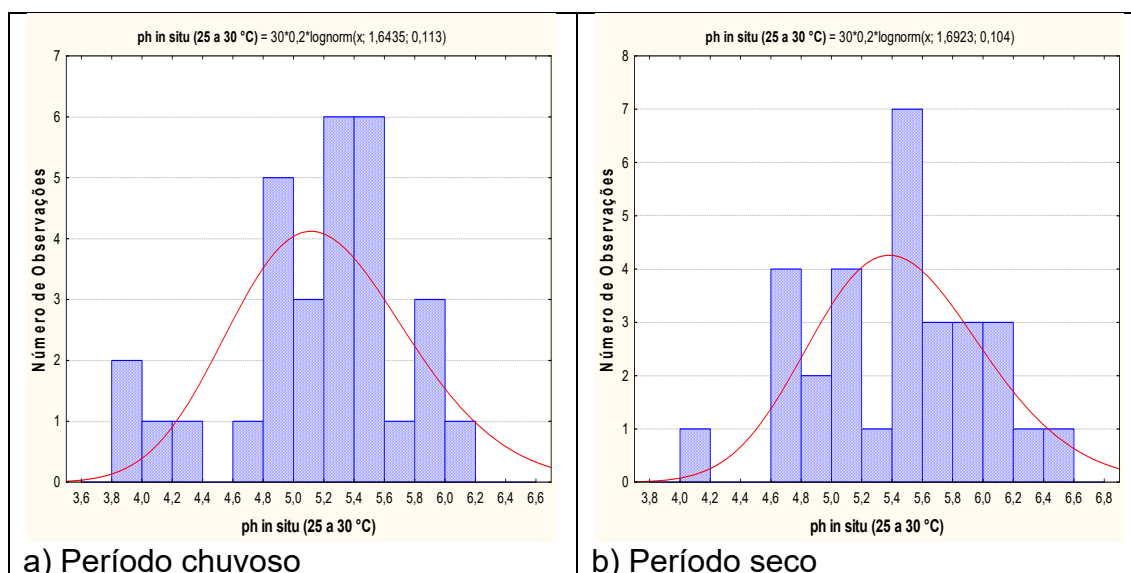 ph in situ (25 a 30 °C) = 30*0,2*lognorm(x; 1,6435; 0,113)
7
6
5
4
3
2
1
0
Número de Observações
3,6 3,8 4,0 4,2 4,4 4,6 4,8 5,0 5,2 5,4 5,6 5,8 6,0 6,2 6,4 6,6
ph in situ (25 a 30 °C)
a) Período chuvoso
ph in situ (25 a 30 °C) = 30*0,2*lognorm(x; 1,6923; 0,104)
8
7
6
5
4
3
2
1
0
Número de Observações
3,8 4,0 4,2 4,4 4,6 4,8 5,0 5,2 5,4 5,6 5,8 6,0 6,2 6,4 6,6 6,8
ph in situ (25 a 30 °C)
b) Período seco